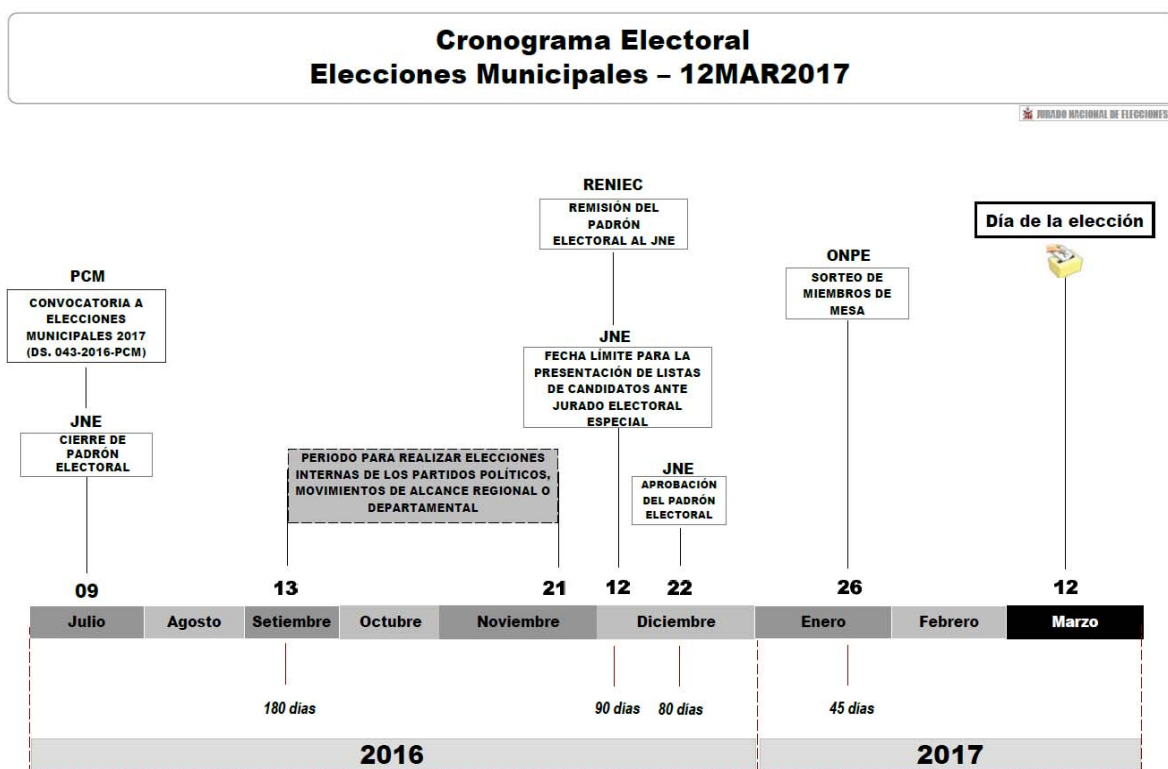 Cronograma Electoral
Elecciones Municipales – 12MAR2017
JURADO NACIONAL DE ELECCIONES
RENIEC
REMISIÓN DEL
PADRÓN
ELECTORAL AL JNE
Día de la elección
ONPE
SORTEO DE
MIEMBROS DE
MESA
PCM
CONVOCATORIA A
ELECCIONES
MUNICIPALES 2017
(DS. 043-2016-PCM)
JNE
FECHA LÍMITE PARA LA
PRESENTACIÓN DE LISTAS
DE CANDIDATOS ANTE
JURADO ELECTORAL
ESPECIAL
JNE
CIERRE DE
PADRÓN
ELECTORAL
PERIODO PARA REALIZAR ELECCIONES
INTERNAS DE LOS PARTIDOS POLÍTICOS,
MOVIMIENTOS DE ALCANCE REGIONAL O
DEPARTAMENTAL
JNE
APROBACIÓN
DEL PADRÓN
ELECTORAL
09 13 21 12 22 26 12
Julio Agosto Setiembre Octubre Noviembre Diciembre Enero Febrero Marzo
180 dias 90 dias 80 dias 45 dias
2016 2017